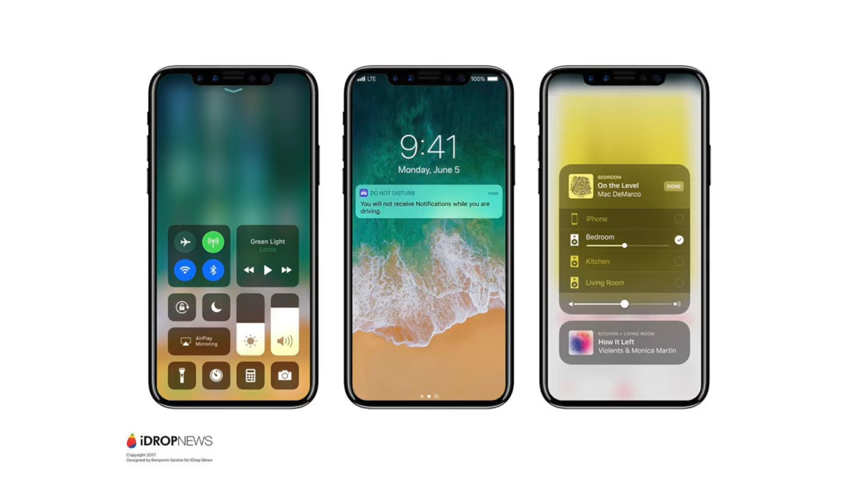 Green Light
Lorde
AirPlay
Mirroring
LTE
100%
9:41
Monday, June 5
DO NOT DISTURB
now
You will not receive Notifications while you are
driving.
BEDROOM
On the Level
Mac DeMarco
DONE
iPhone
Bedroom
Kitchen
Living Room
KITCHEN + LIVING ROOM
How It Left
Violents & Monica Martin
iDROPNEWS
Copyright 2017
Designed by Benjamin Geskin for iDrop News